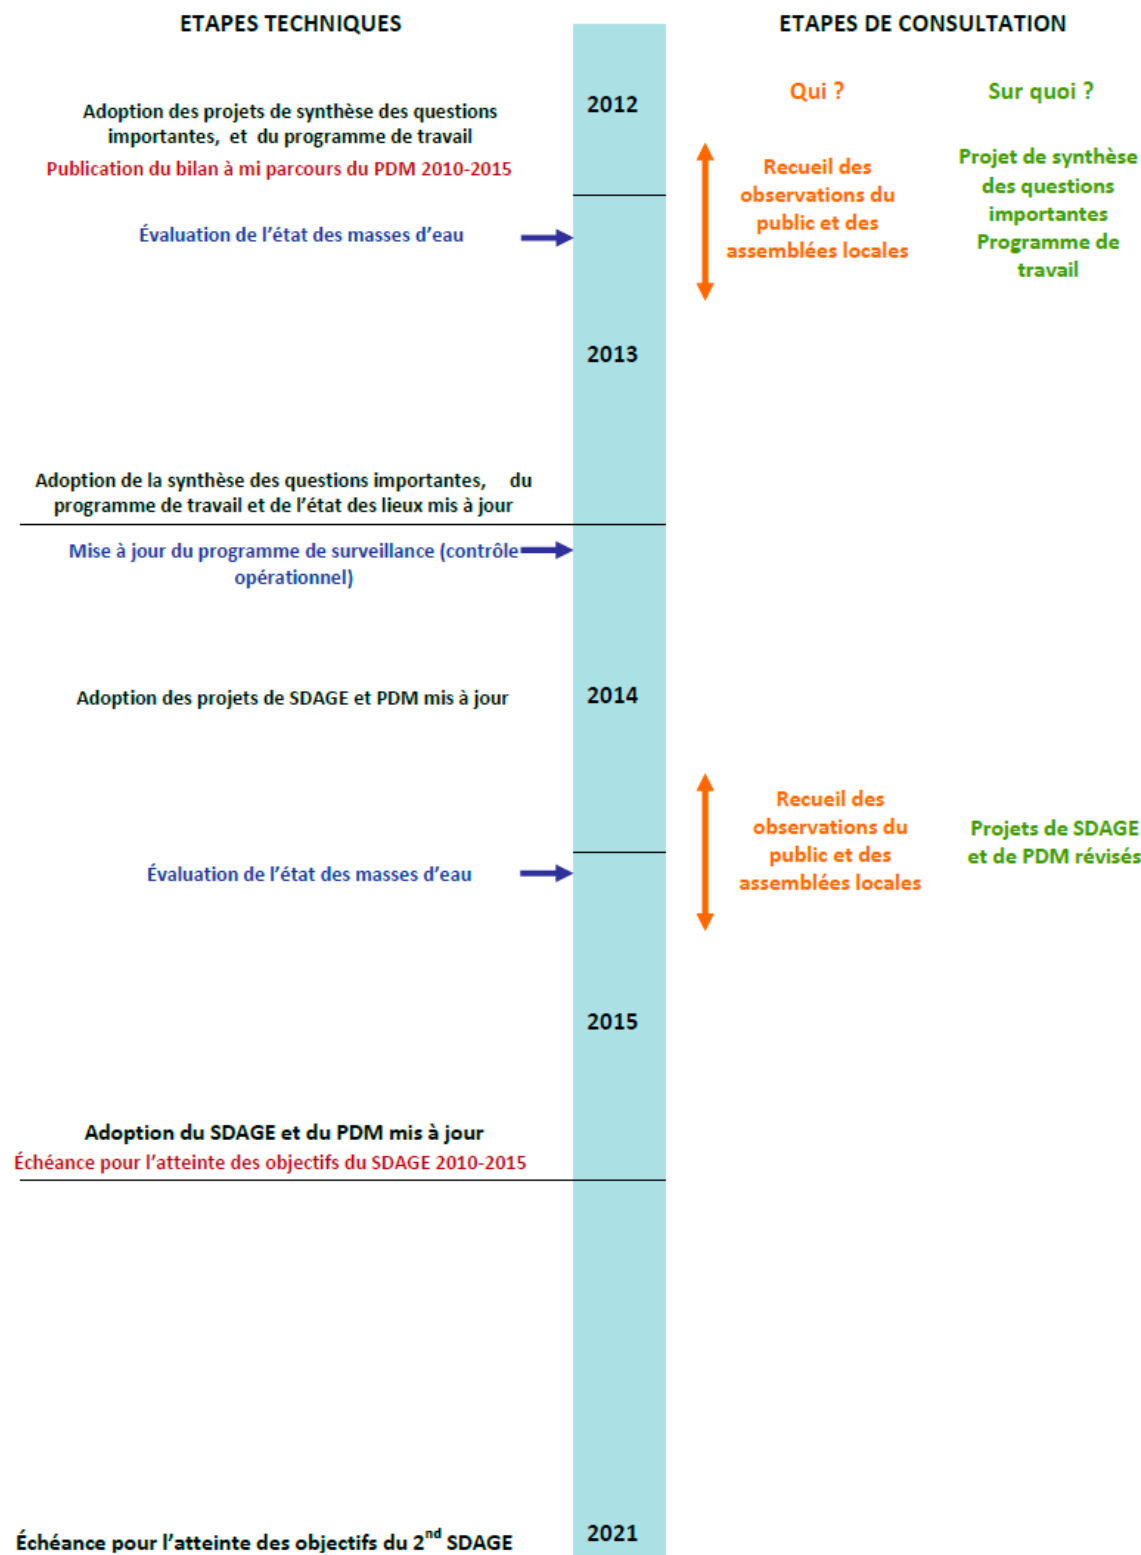 ETAPES TECHNIQUES
ETAPES DE CONSULTATION
2012
Qui ?
Sur quoi ?
Adoption des projets de synthèse des questions
importantes, et du programme de travail
Publication du bilan à mi parcours du PDM 2010-2015
Recueil des
observations du
public et des
assemblées locales
Projet de synthèse
des questions
importantes
Programme de
travail
Évaluation de l'état des masses d'eau
2013
Adoption de la synthèse des questions importantes, du
programme de travail et de l'état des lieux mis à jour
Mise à jour du programme de surveillance (contrôle
opérationnel)
Adoption des projets de SDAGE et PDM mis à jour
2014
Recueil des
observations du
public et des
assemblées locales
Projets de SDAGE
et de PDM révisés
Évaluation de l'état des masses d'eau
2015
Adoption du SDAGE et du PDM mis à jour
Échéance pour l'atteinte des objectifs du SDAGE 2010-2015
Échéance pour l'atteinte des objectifs du 2nd SDAGE
2021